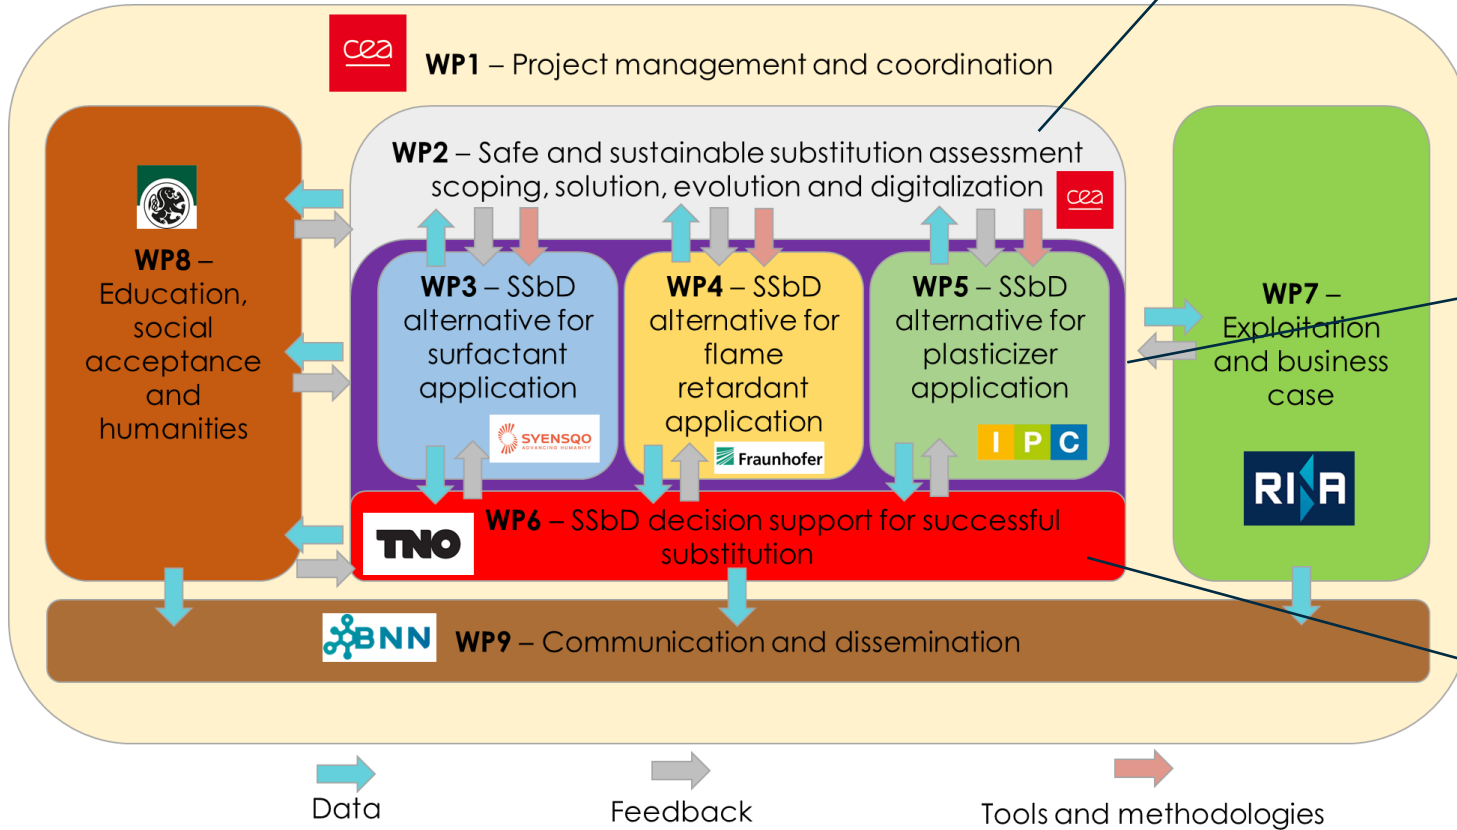 cea
WP1 – Project management and coordination
WP2 – Safe and sustainable substitution assessment
scoping, solution, evolution and digitalization
cea
WP8 –
Education,
social
acceptance
and
humanities
WP3 – SSbD
alternative for
surfactant
application
SYENSQO
ADVANCING HUMANITY
WP4 – SSbD
alternative for
flame
retardant
application
Fraunhofer
WP5 – SSbD
alternative for
plasticizer
application
IPC
WP7 –
Exploitation
and business
case
RINA
TNO
WP6 – SSbD decision support for successful
substitution
BNN
WP9 – Communication and dissemination
Data
Feedback
Tools and methodologies